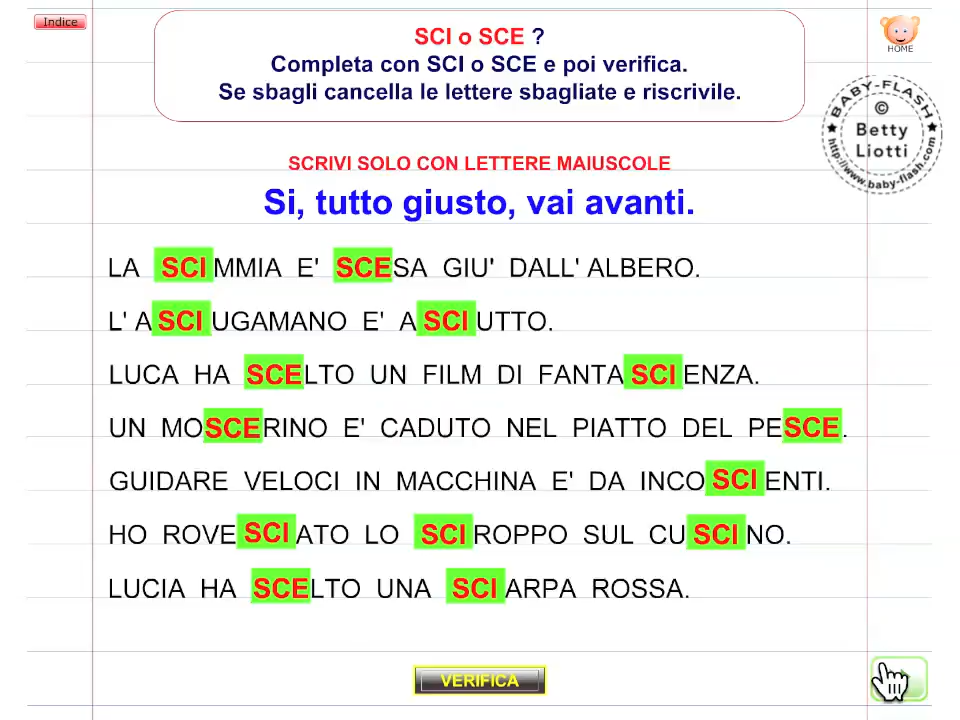 Indice
SCI o SCE ?
Completa con SCI o SCE e poi verifica.
Se sbagli cancella le lettere sbagliate e riscrivile.
HOME
BABY-FLASH
©
Betty
Liotti
http://www.baby-flash.com
SCRIVI SOLO CON LETTERE MAIUSCOLE
Si, tutto giusto, vai avanti.
LA SCIMMIA E' SCESA GIU' DALL' ALBERO.
L' ASCIUGAMANO E' ASCIUTTO.
LUCA HA SCELTO UN FILM DI FANTASCIENZA.
UN MOSCERINO E' CADUTO NEL PIATTO DEL PESCE.
GUIDARE VELOCI IN MACCHINA E' DA INCOSCIENTI.
HO ROVESCIATO LO SCIROPPO SUL CUSCINO.
LUCIA HA SCELTO UNA SCIARPA ROSSA.
VERIFICA